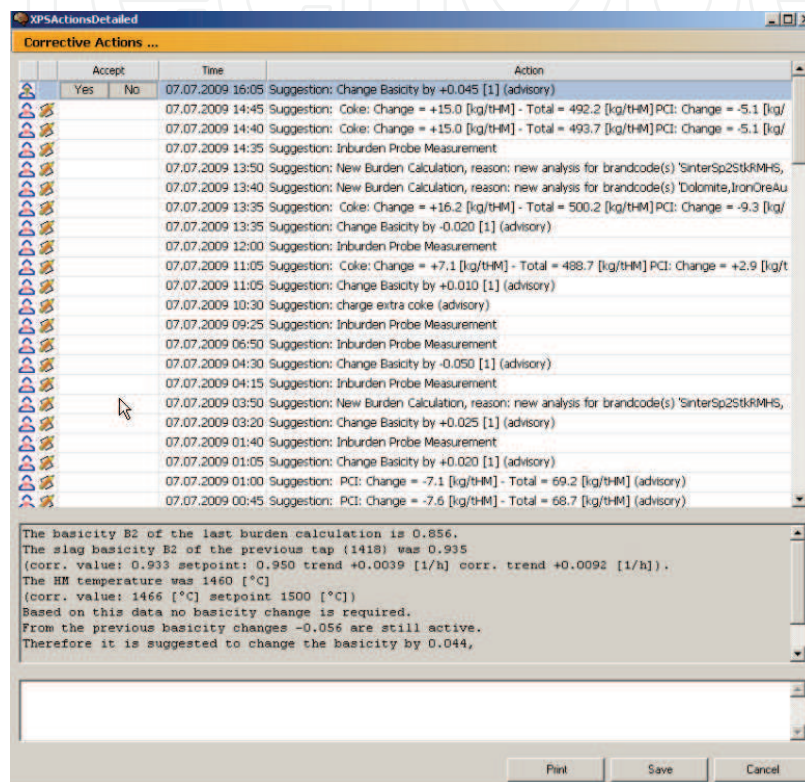 XPSActionsDetailed
Corrective Actions ...
Accept Time Action
Yes No 07.07.2009 16:05 Suggestion: Change Basicity by +0.045 [1] (advisory)
07.07.2009 14:45 Suggestion: Coke: Change = +15.0 [kg/tHM] - Total = 492.2 [kg/tHM] PCI: Change = -5.1 [kg/
07.07.2009 14:40 Suggestion: Coke: Change = +15.0 [kg/tHM] - Total = 493.7 [kg/tHM] PCI: Change = -5.1 [kg/
07.07.2009 14:35 Suggestion: Inburden Probe Measurement
07.07.2009 13:50 Suggestion: New Burden Calculation, reason: new analysis for brandcode(s) 'SinterSp2StkRMHS,
07.07.2009 13:40 Suggestion: New Burden Calculation, reason: new analysis for brandcode(s) 'Dolomite,IronOreAu
07.07.2009 13:35 Suggestion: Coke: Change = +16.2 [kg/tHM] - Total = 500.2 [kg/tHM] PCI: Change = -9.3 [kg/
07.07.2009 13:35 Suggestion: Change Basicity by -0.020 [1] (advisory)
07.07.2009 12:00 Suggestion: Inburden Probe Measurement
07.07.2009 11:05 Suggestion: Coke: Change = +7.1 [kg/tHM] - Total = 488.7 [kg/tHM] PCI: Change = +2.9 [kg/t
07.07.2009 11:05 Suggestion: Change Basicity by +0.010 [1] (advisory)
07.07.2009 10:30 Suggestion: charge extra coke (advisory)
07.07.2009 09:25 Suggestion: Inburden Probe Measurement
07.07.2009 06:50 Suggestion: Inburden Probe Measurement
07.07.2009 04:30 Suggestion: Change Basicity by -0.050 [1] (advisory)
07.07.2009 04:15 Suggestion: Inburden Probe Measurement
07.07.2009 03:50 Suggestion: New Burden Calculation, reason: new analysis for brandcode(s) 'SinterSp2StkRMHS,
07.07.2009 03:20 Suggestion: Change Basicity by +0.025 [1] (advisory)
07.07.2009 01:40 Suggestion: Inburden Probe Measurement
07.07.2009 01:05 Suggestion: Change Basicity by +0.020 [1] (advisory)
07.07.2009 01:00 Suggestion: PCI: Change = -7.1 [kg/tHM] - Total = 69.2 [kg/tHM] (advisory)
07.07.2009 00:45 Suggestion: PCI: Change = -7.6 [kg/tHM] - Total = 68.7 [kg/tHM] (advisory)
The basicity B2 of the last burden calculation is 0.856.
The slag basicity B2 of the previous tap (1418) was 0.935
(corr. value: 0.933 setpoint: 0.950 trend +0.0039 [1/h] corr. trend +0.0092 [1/h]).
The HM temperature was 1460 [°C]
(corr. value: 1466 [°C] setpoint 1500 [°C])
Based on this data no basicity change is required.
From the previous basicity changes -0.056 are still active.
Therefore it is suggested to change the basicity by 0.044,
Print Save Cancel